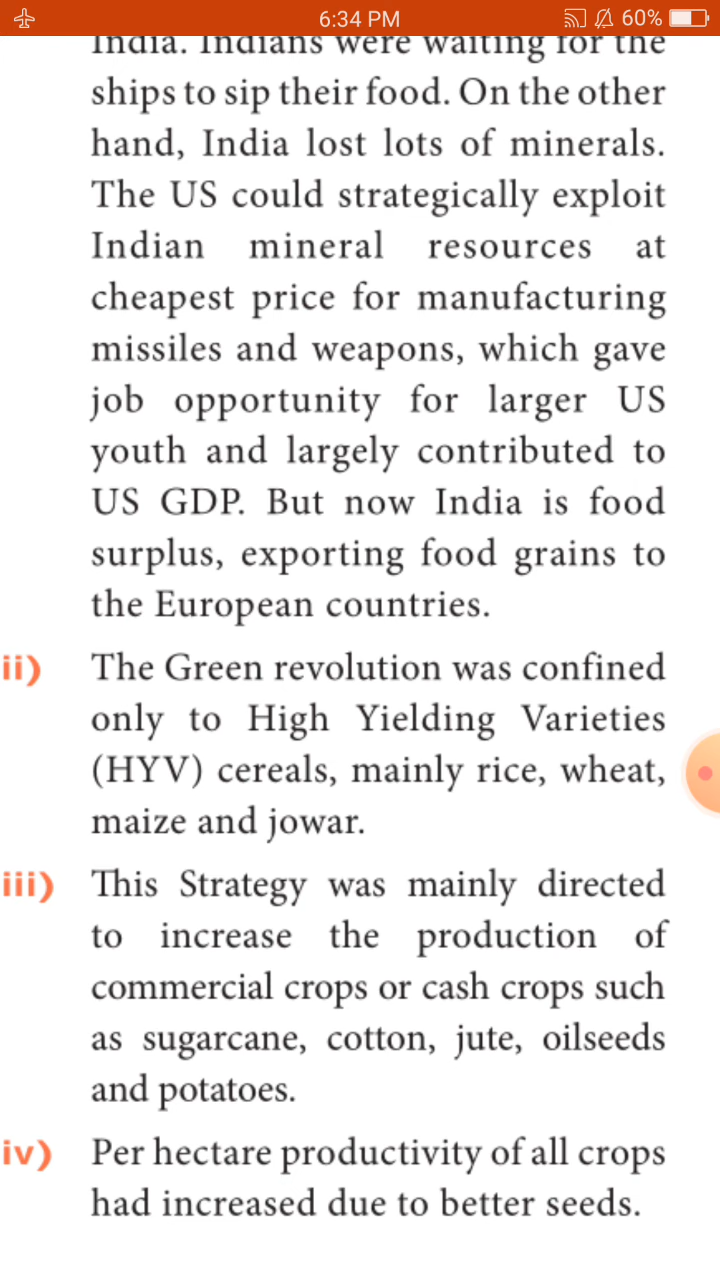 6:34 PM
60%
India. Indians were waiting for the
ships to sip their food. On the other
hand, India lost lots of minerals.
The US could strategically exploit
Indian mineral resources at
cheapest price for manufacturing
missiles and weapons, which gave
job opportunity for larger US
youth and largely contributed to
US GDP. But now India is food
surplus, exporting food grains to
the European countries.
ii) The Green revolution was confined
only to High Yielding Varieties
(HYV) cereals, mainly rice, wheat,
maize and jowar.
iii) This Strategy was mainly directed
to increase the production of
commercial crops or cash crops such
as sugarcane, cotton, jute, oilseeds
and potatoes.
iv) Per hectare productivity of all crops
had increased due to better seeds.